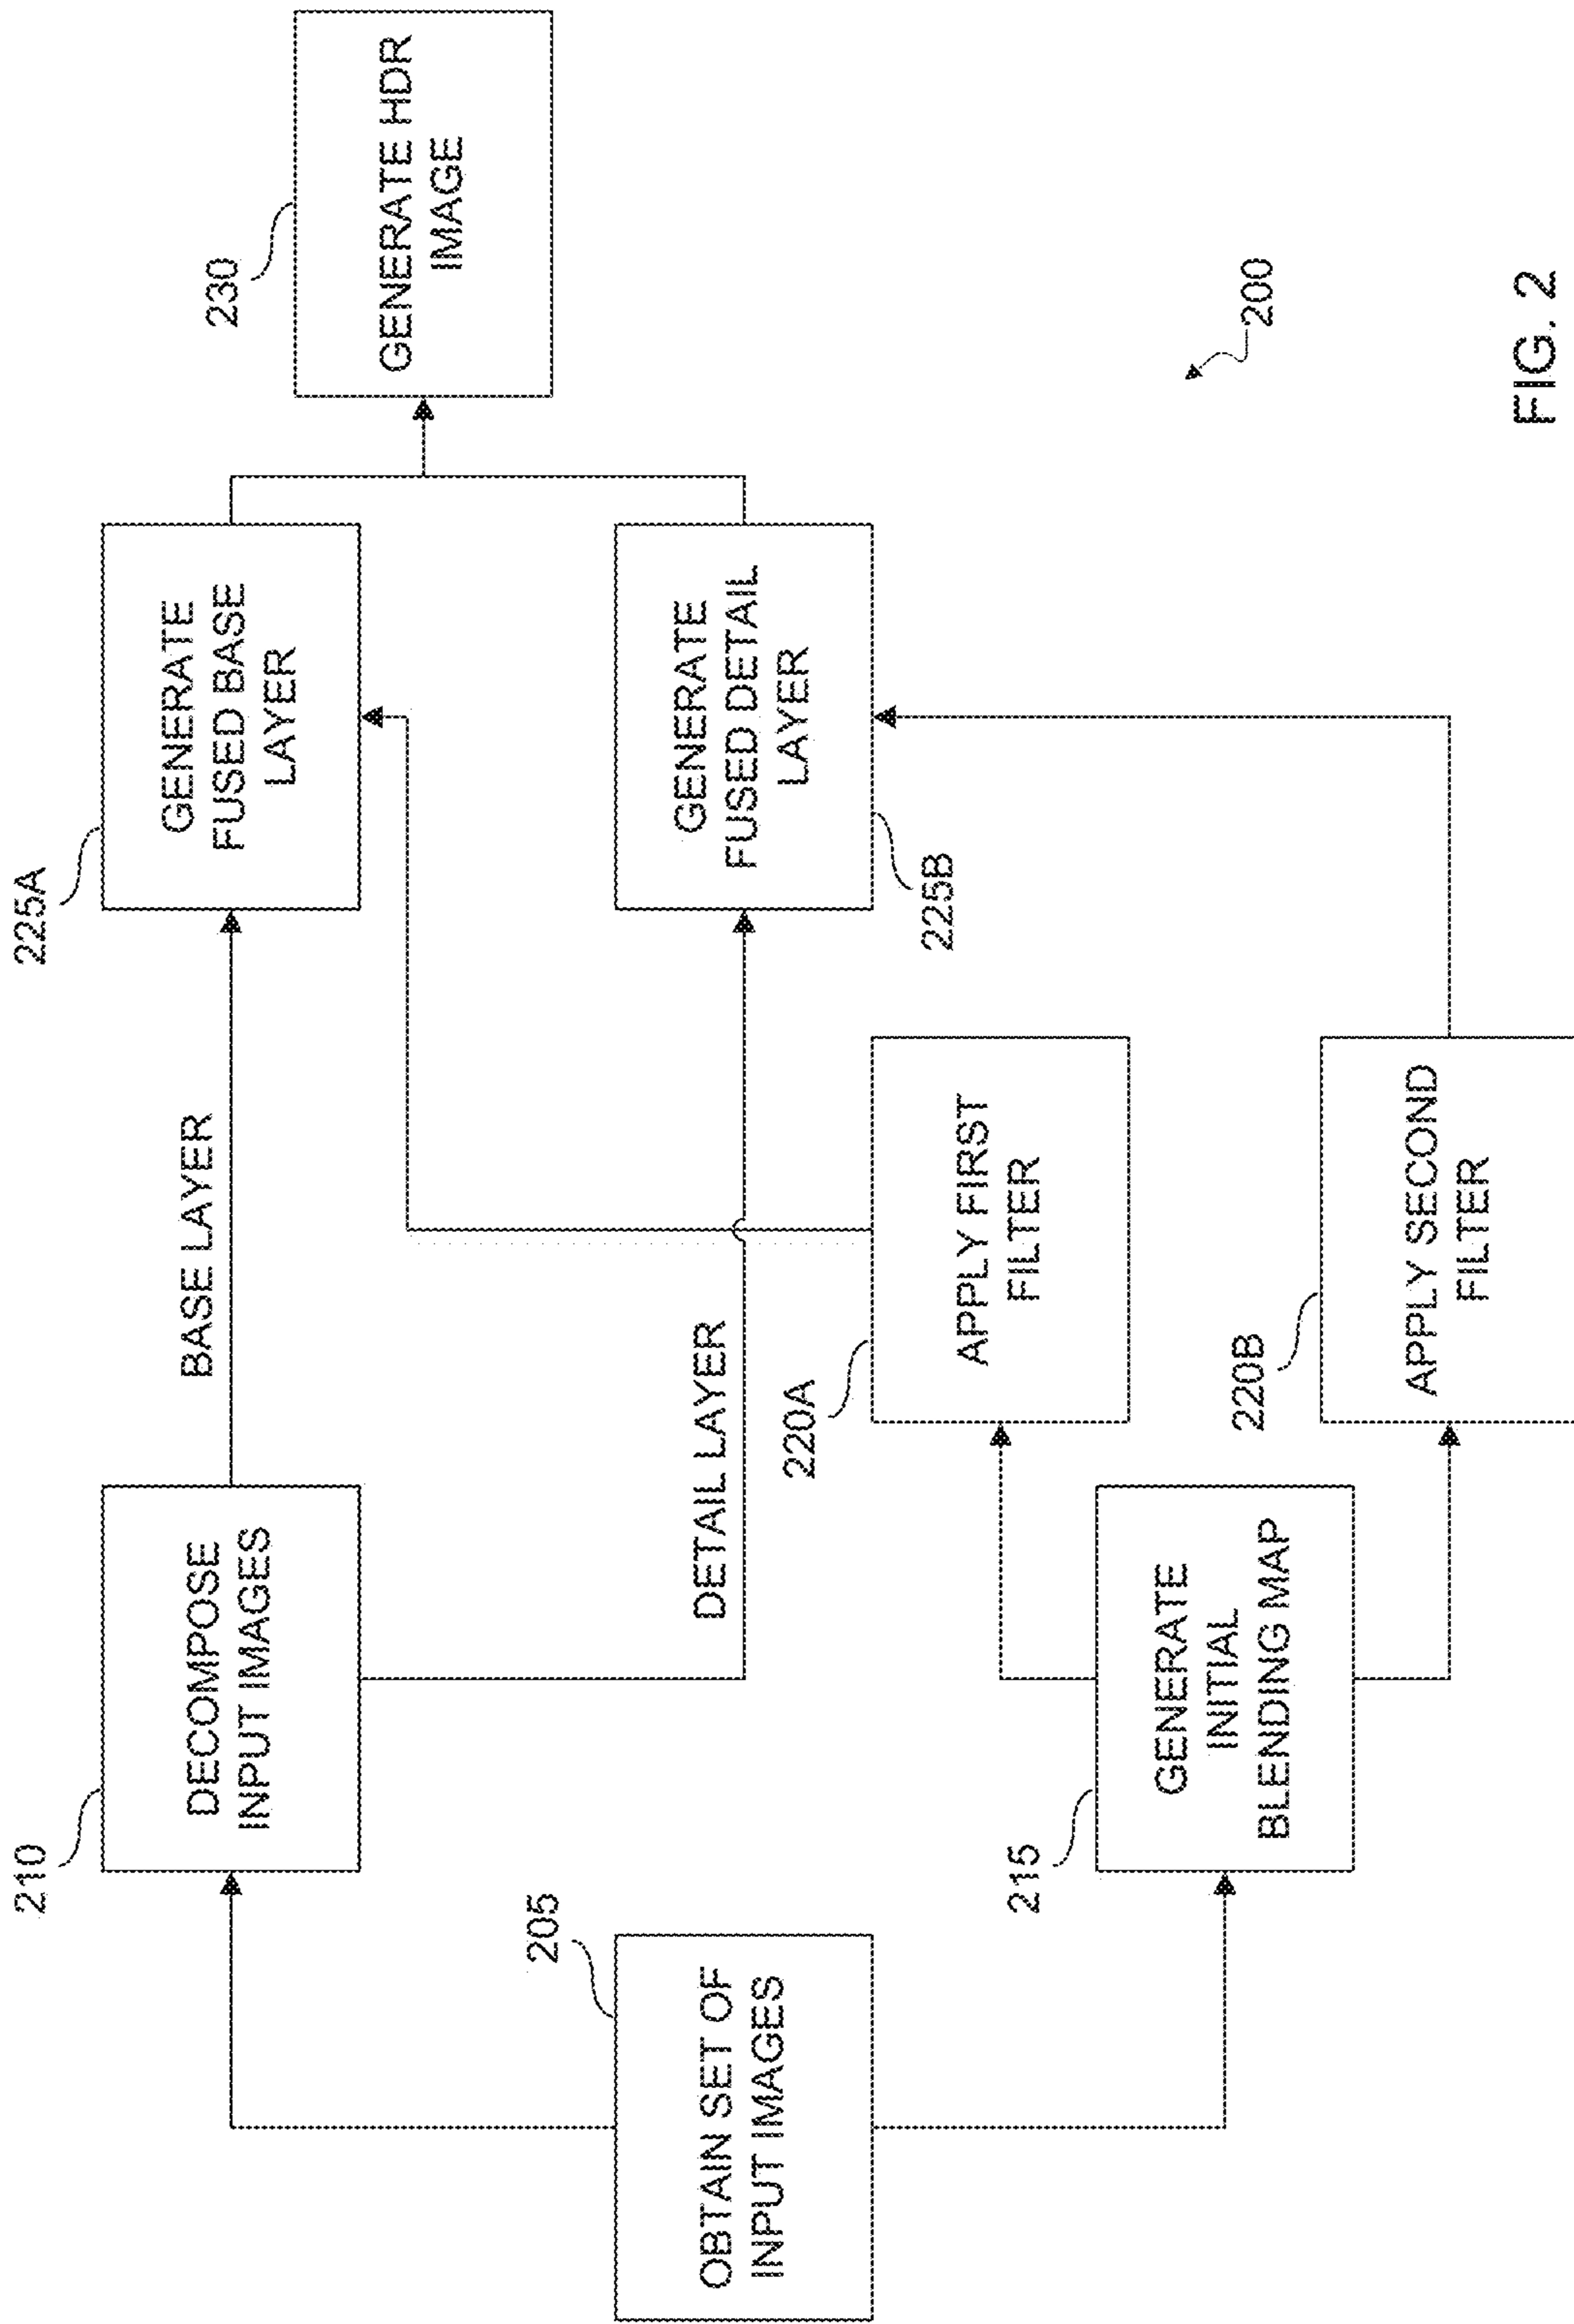 205
OBTAIN SET OF
INPUT IMAGES
210
DECOMPOSE
INPUT IMAGES
BASE LAYER
DETAIL LAYER
215
GENERATE
INITIAL
BLENDING MAP
220A
APPLY FIRST
FILTER
220B
APPLY SECOND
FILTER
225A
GENERATE
FUSED BASE
LAYER
225B
GENERATE
FUSED DETAIL
LAYER
230
GENERATE HDR
IMAGE
200
FIG. 2